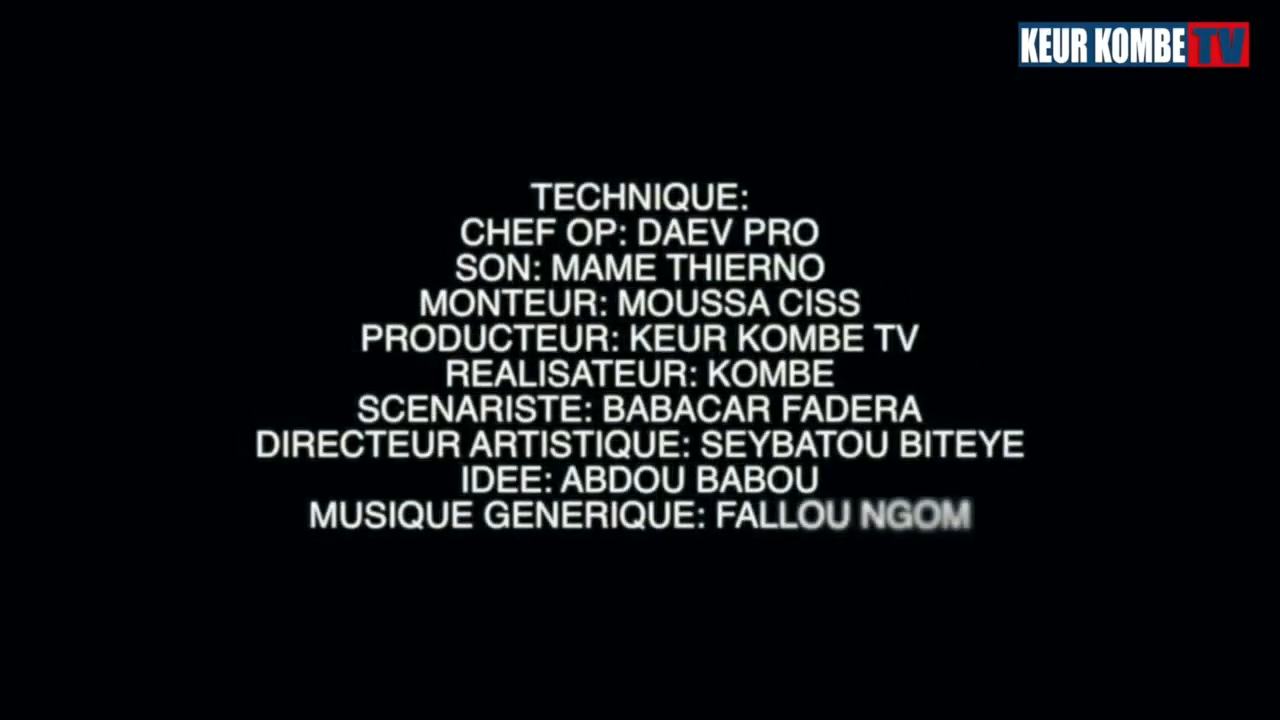 KEUR KOMBE TV
TECHNIQUE:
CHEF OP: DAEV PRO
SON: MAME THIERNO
MONTEUR: MOUSSA CISS
PRODUCTEUR: KEUR KOMBE TV
REALISATEUR: KOMBE
SCENARISTE: BABACAR FADERA
DIRECTEUR ARTISTIQUE: SEYBATOU BITEYE
IDEE: ABDOU BABOU
MUSIQUE GENERIQUE: FALLOU NGOM